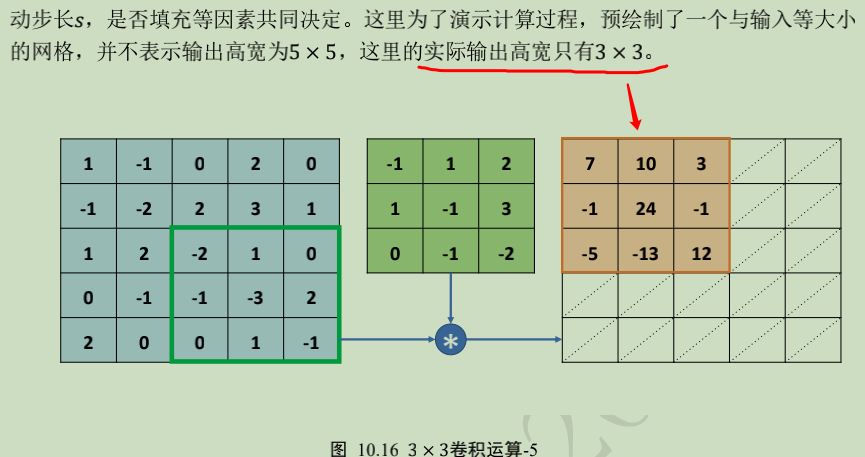 动步长s，是否填充等因素共同决定。这里为了演示计算过程，预绘制了一个与输入等大小
的网格，并不表示输出高宽为5 × 5，这里的实际输出高宽只有3 × 3。
1 -1 0 2 0
-1 -2 2 3 1
1 2 -2 1 0
0 -1 -1 -3 2
2 0 0 1 -1
-1 1 2
1 -1 3
0 -1 -2
7 10 3
-1 24 -1
-5 -13 12
*
图 10.16 3 × 3卷积运算-5